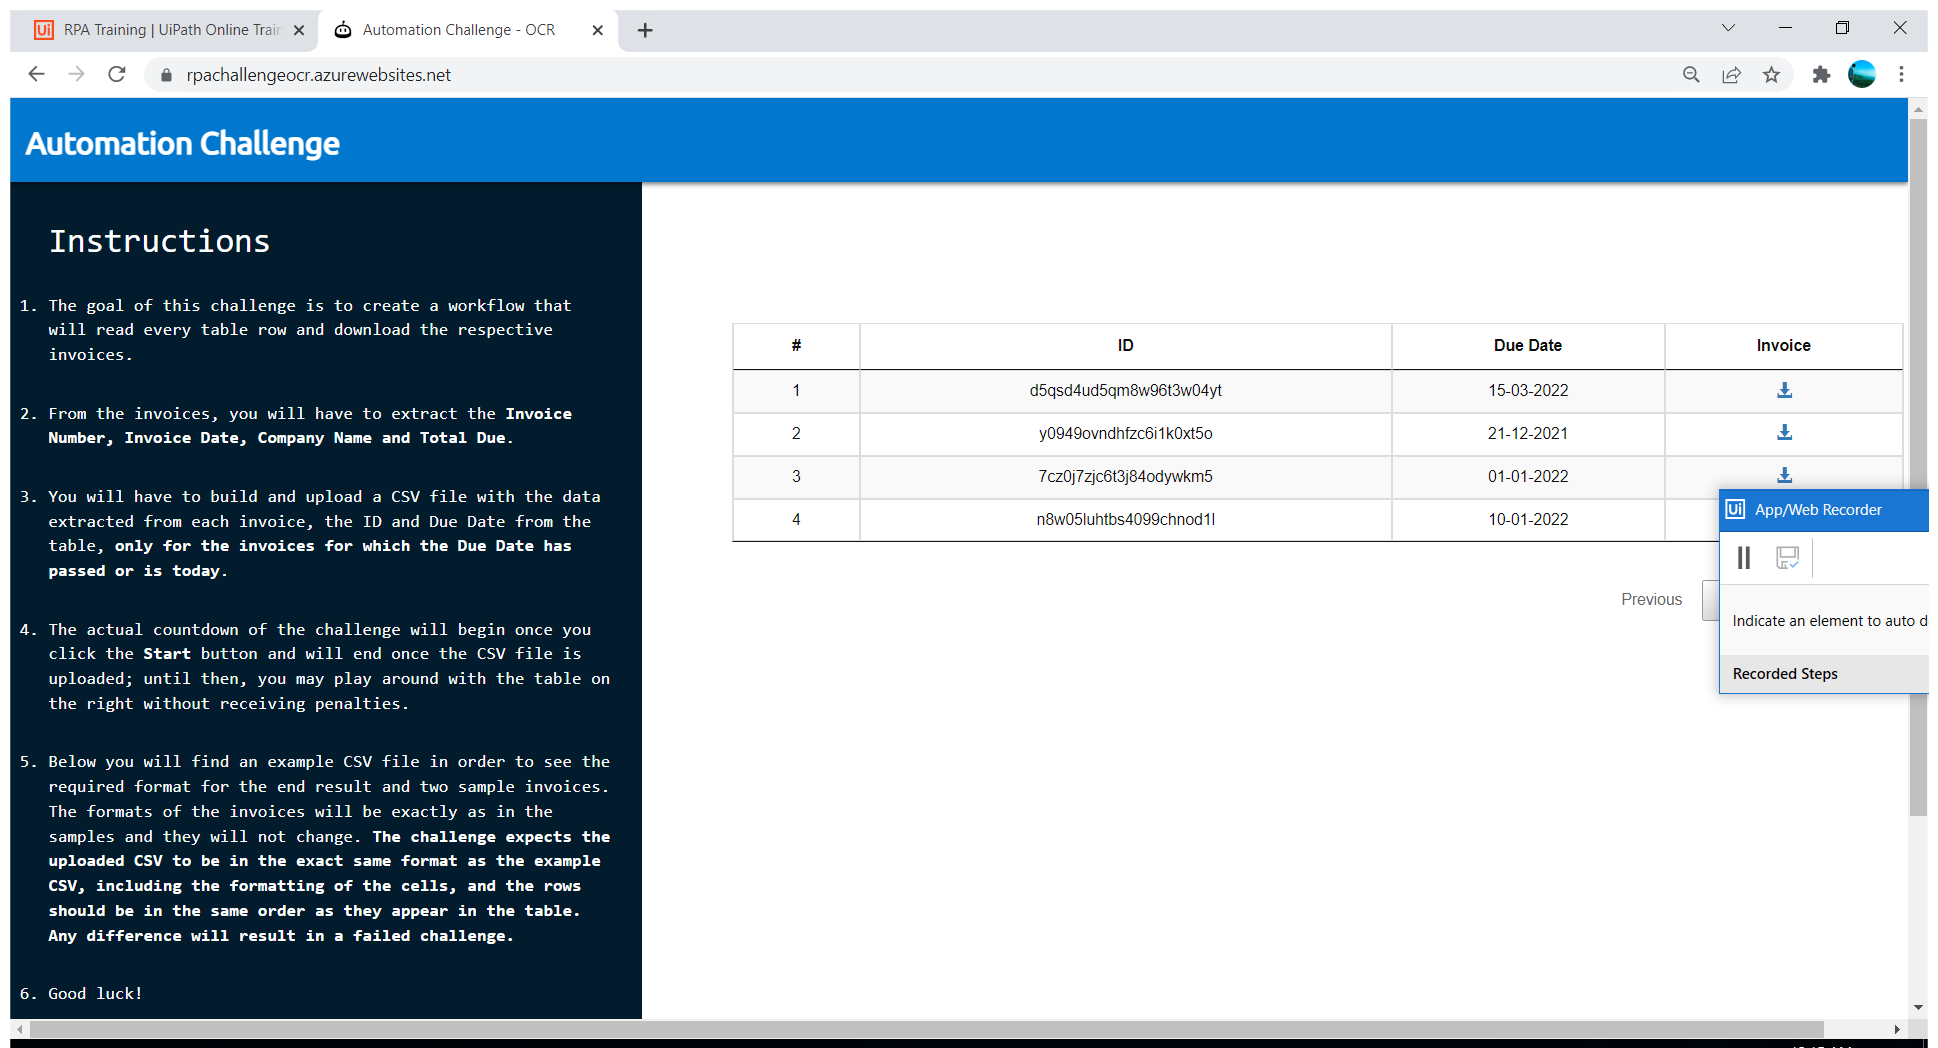 Ui RPA Training | UiPath Online Train
Automation Challenge - OCR
rpachallengeocr.azurewebsites.net
Automation Challenge
Instructions
1. The goal of this challenge is to create a workflow that
will read every table row and download the respective
invoices.
2. From the invoices, you will have to extract the Invoice
Number, Invoice Date, Company Name and Total Due.
3. You will have to build and upload a CSV file with the data
extracted from each invoice, the ID and Due Date from the
table, only for the invoices for which the Due Date has
passed or is today.
4. The actual countdown of the challenge will begin once you
click the Start button and will end once the CSV file is
uploaded; until then, you may play around with the table on
the right without receiving penalties.
5. Below you will find an example CSV file in order to see the
required format for the end result and two sample invoices.
The formats of the invoices will be exactly as in the
samples and they will not change. The challenge expects the
uploaded CSV to be in the exact same format as the example
CSV, including the formatting of the cells, and the rows
should be in the same order as they appear in the table.
Any difference will result in a failed challenge.
6. Good luck!
# ID Due Date Invoice
1 d5qsd4ud5qm8w96t3w04yt 15-03-2022
2 y0949ovndhfzc6i1k0xt5o 21-12-2021
3 7cz0j7zjc6t3j84odywkm5 01-01-2022
4 n8w05luhtbs4099chnod1l 10-01-2022
Previous
Ui App/Web Recorder
Indicate an element to auto d
Recorded Steps